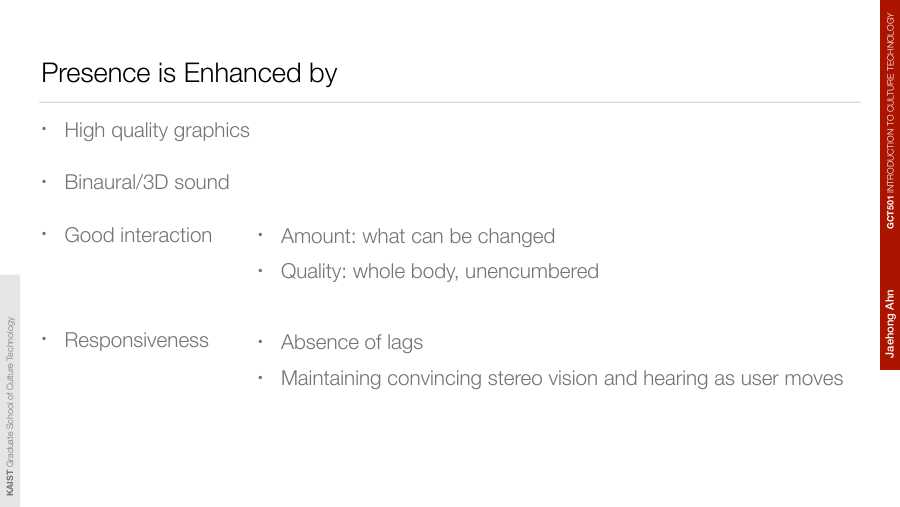 Presence is Enhanced by
• High quality graphics
• Binaural/3D sound
• Good interaction
• Amount: what can be changed
• Quality: whole body, unencumbered
• Responsiveness
• Absence of lags
• Maintaining convincing stereo vision and hearing as user moves
GCT501 INTRODUCTION TO CULTURE TECHNOLOGY
Jaehong Ahn
KAIST Graduate School of Culture Technology